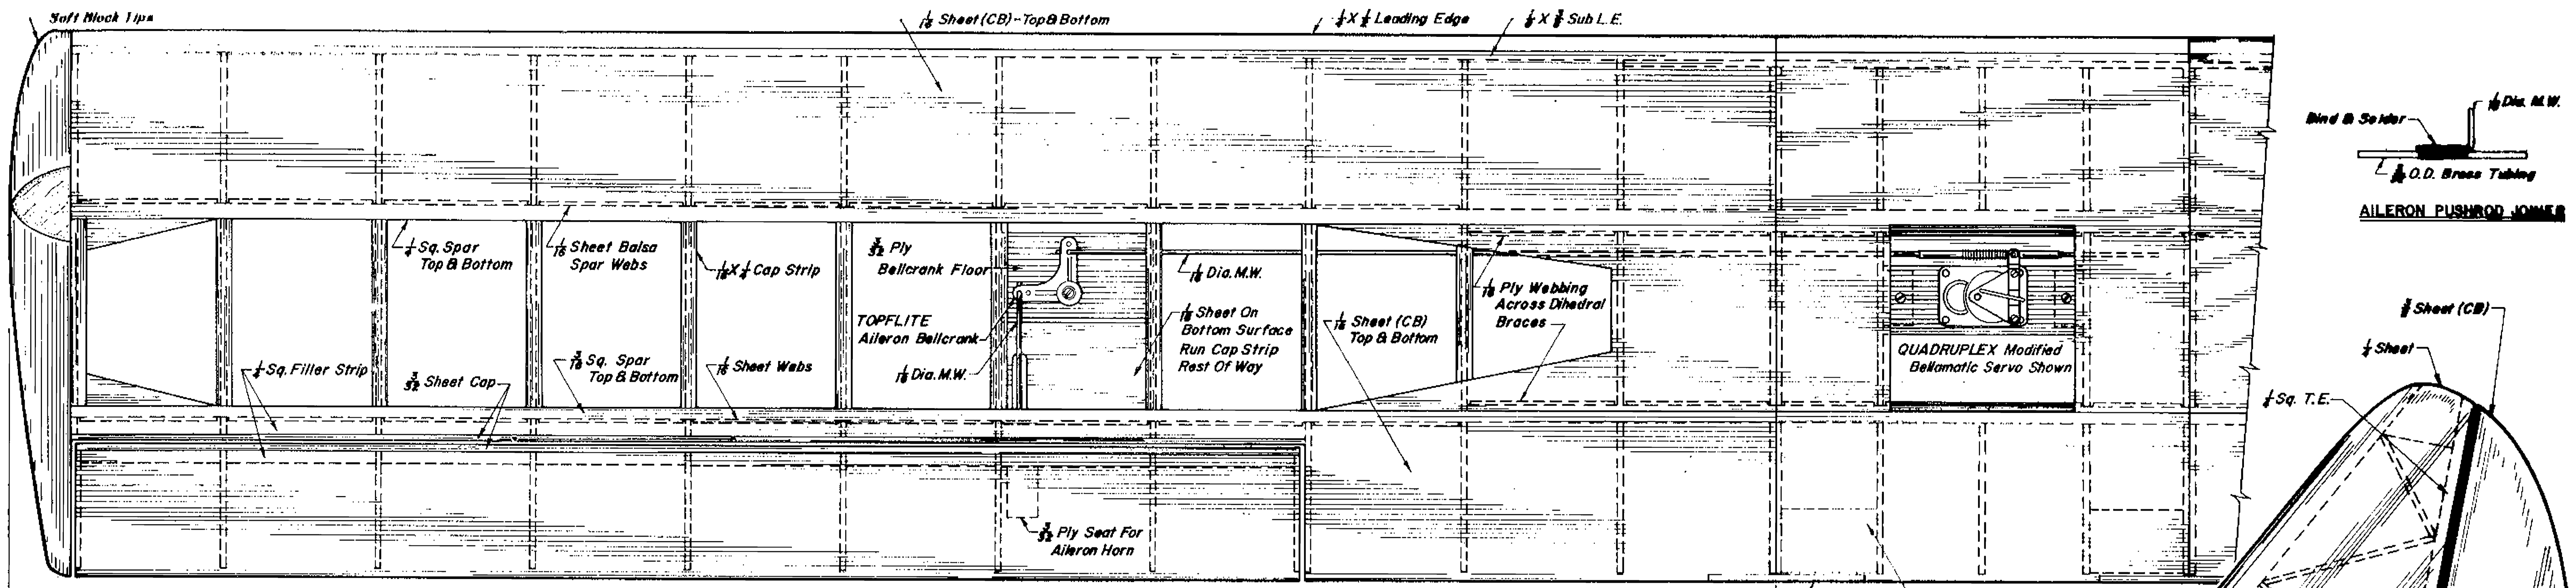 Soft Block Tips
1/16 Sheet (CB) - Top & Bottom
1/4 X 1/2 Leading Edge
1/8 X 3/8 Sub L.E.
1/16 Dia. M.W.
Bind & Solder
O.D. Brass Tubing
AILERON PUSHROD JOINER
1/4 Sq. Spar
Top & Bottom
1/16 Sheet Balsa
Spar Webs
1/16 X 1/4 Cap Strip
3/32 Ply
Bellcrank Floor
TOPFLITE
Aileron Bellcrank
1/16 Dia. M.W.
1/16 Dia. M.W.
1/16 Sheet On
Bottom Surface
Run Cap Strip
Rest Of Way
1/16 Sheet (CB)
Top & Bottom
1/16 Ply Webbing
Across Dihedral
Braces
QUADRUPLEX Modified
Bellamatic Servo Shown
1/4 Sq. Filler Strip
3/32 Sheet Cap
3/16 Sq. Spar
Top & Bottom
1/16 Sheet Webs
3/32 Ply Seat For
Aileron Horn
Sheet (CB)
1/4 Sheet
1/4 Sq. T.E.